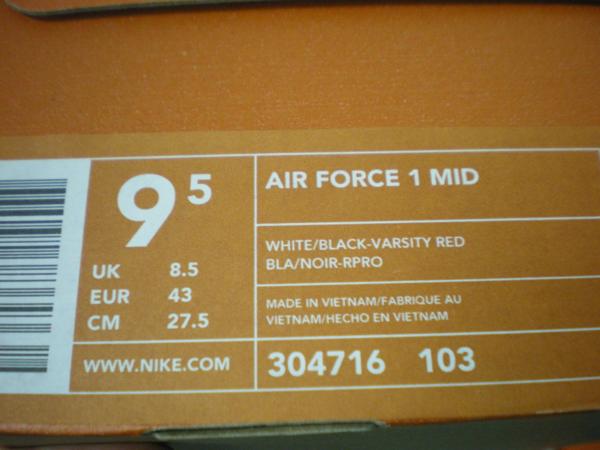 9 5
UK 8.5
EUR 43
CM 27.5
WWW.NIKE.COM
AIR FORCE 1 MID
WHITE/BLACK-VARSITY RED
BLA/NOIR-RPRO
MADE IN VIETNAM/FABRIQUE AU
VIETNAM/HECHO EN VIETNAM
304716 103